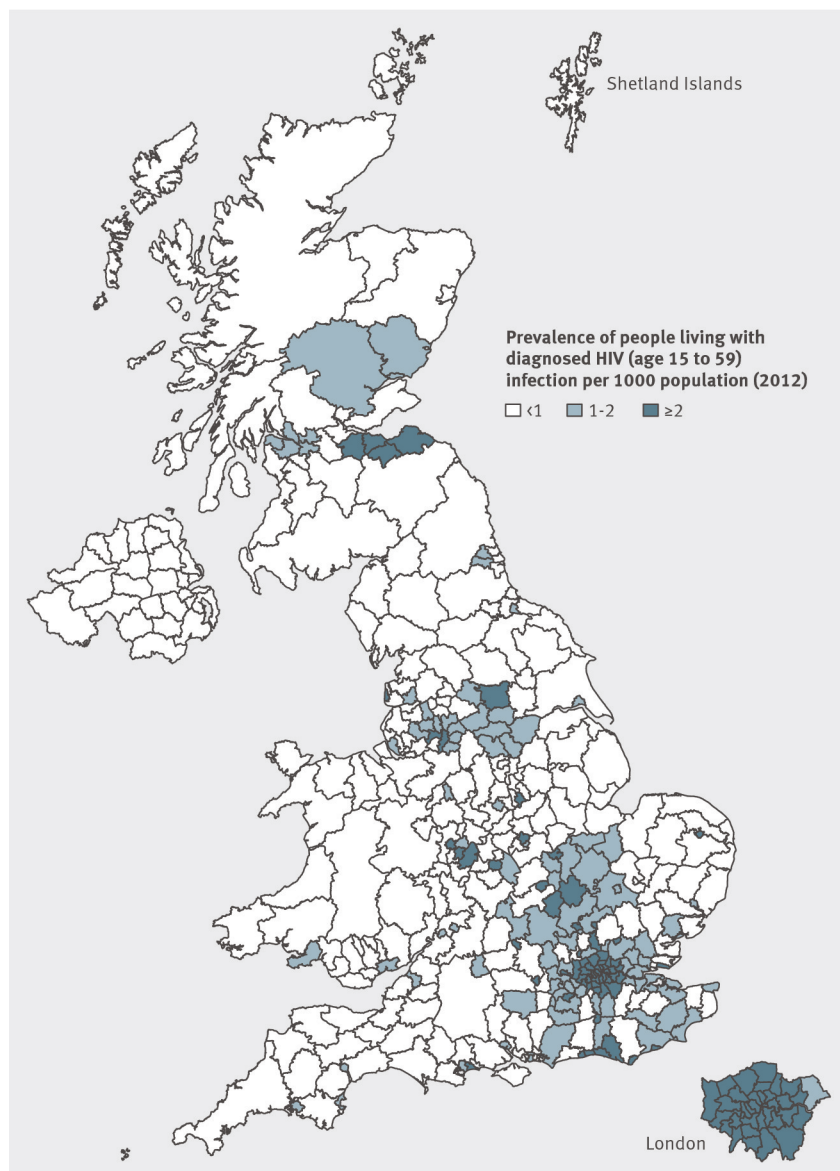 Shetland Islands
Prevalence of people living with
diagnosed HIV (age 15 to 59)
infection per 1000 population (2012)
<1 1-2 ≥2
London